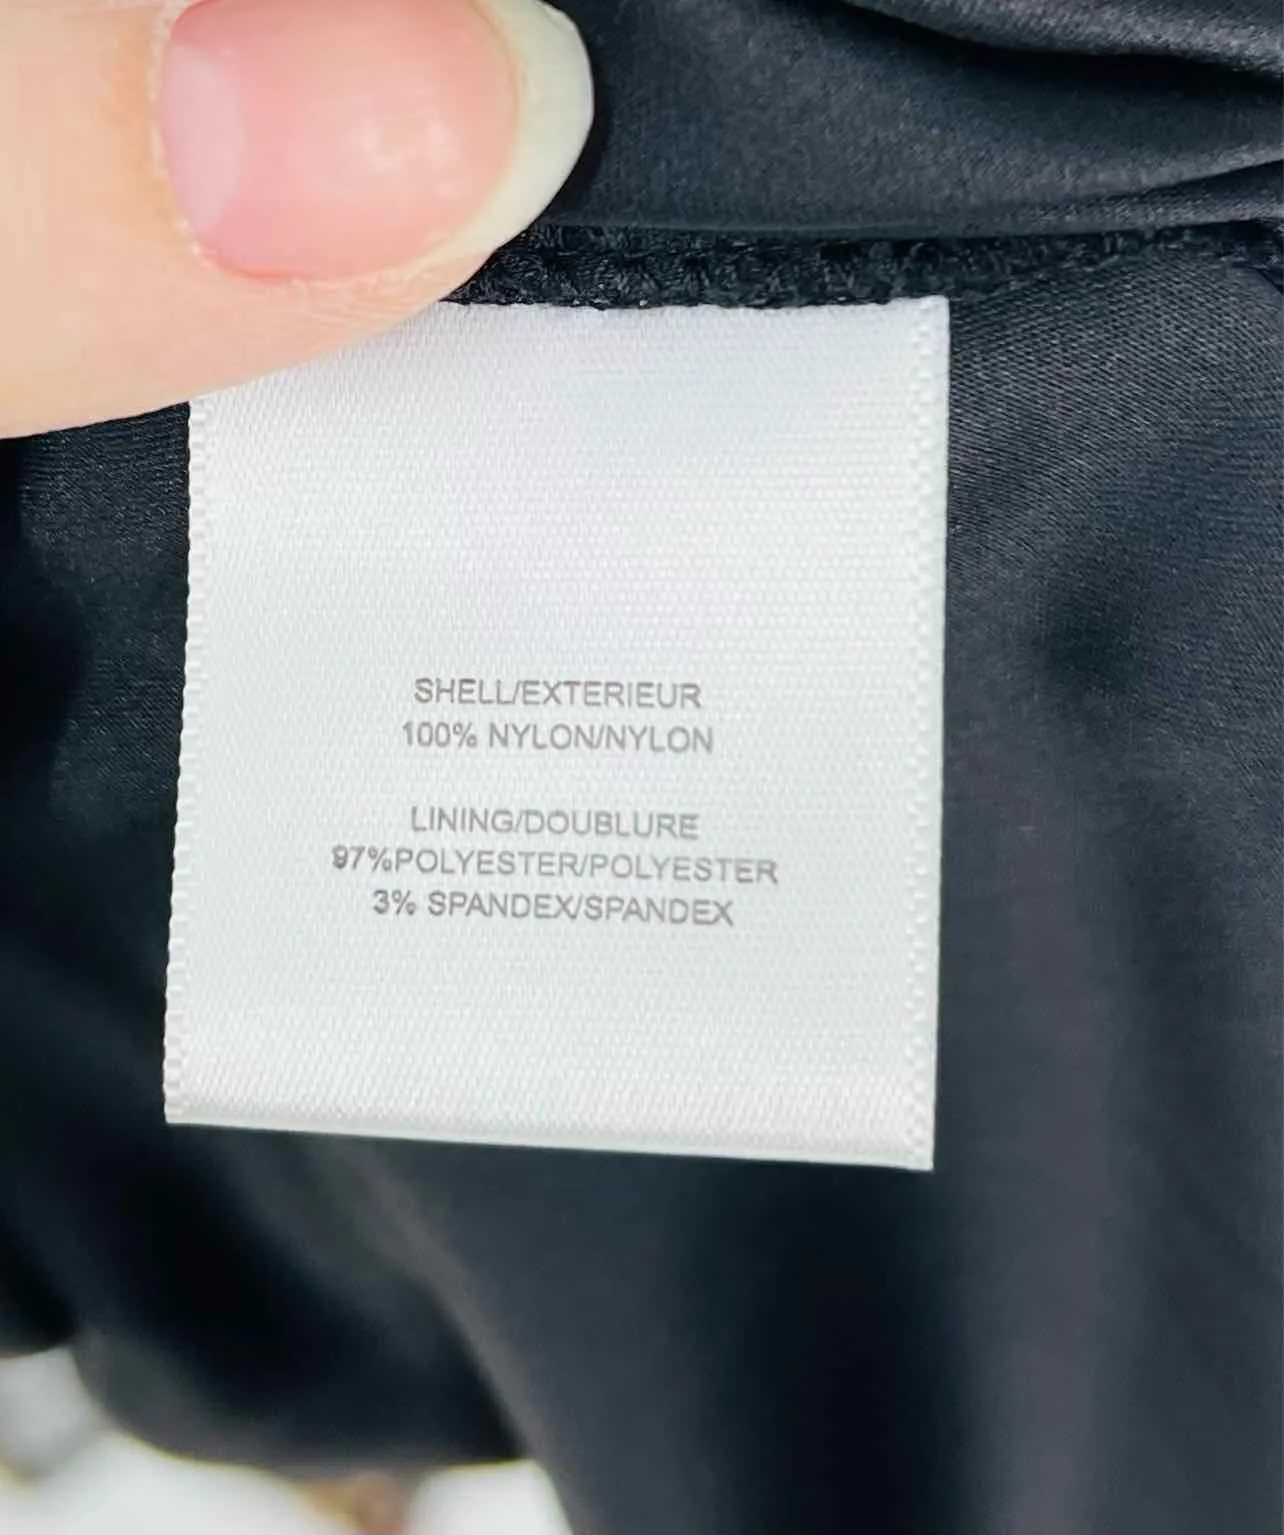 SHELL/EXTERIEUR
100% NYLON/NYLON
LINING/DOUBLURE
97%POLYESTER/POLYESTER
3% SPANDEX/SPANDEX